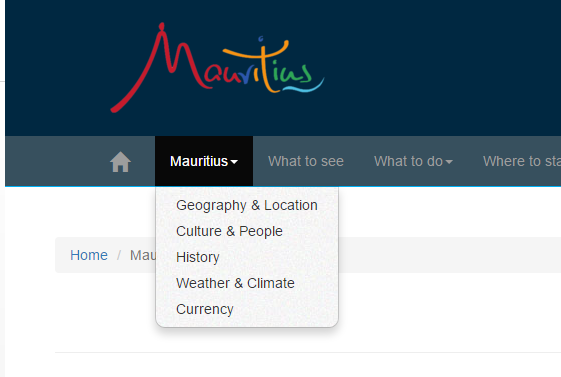 Mauritius
Mauritius What to see What to do Where to sta
Geography & Location
Culture & People
History
Weather & Climate
Currency
Home / Mau